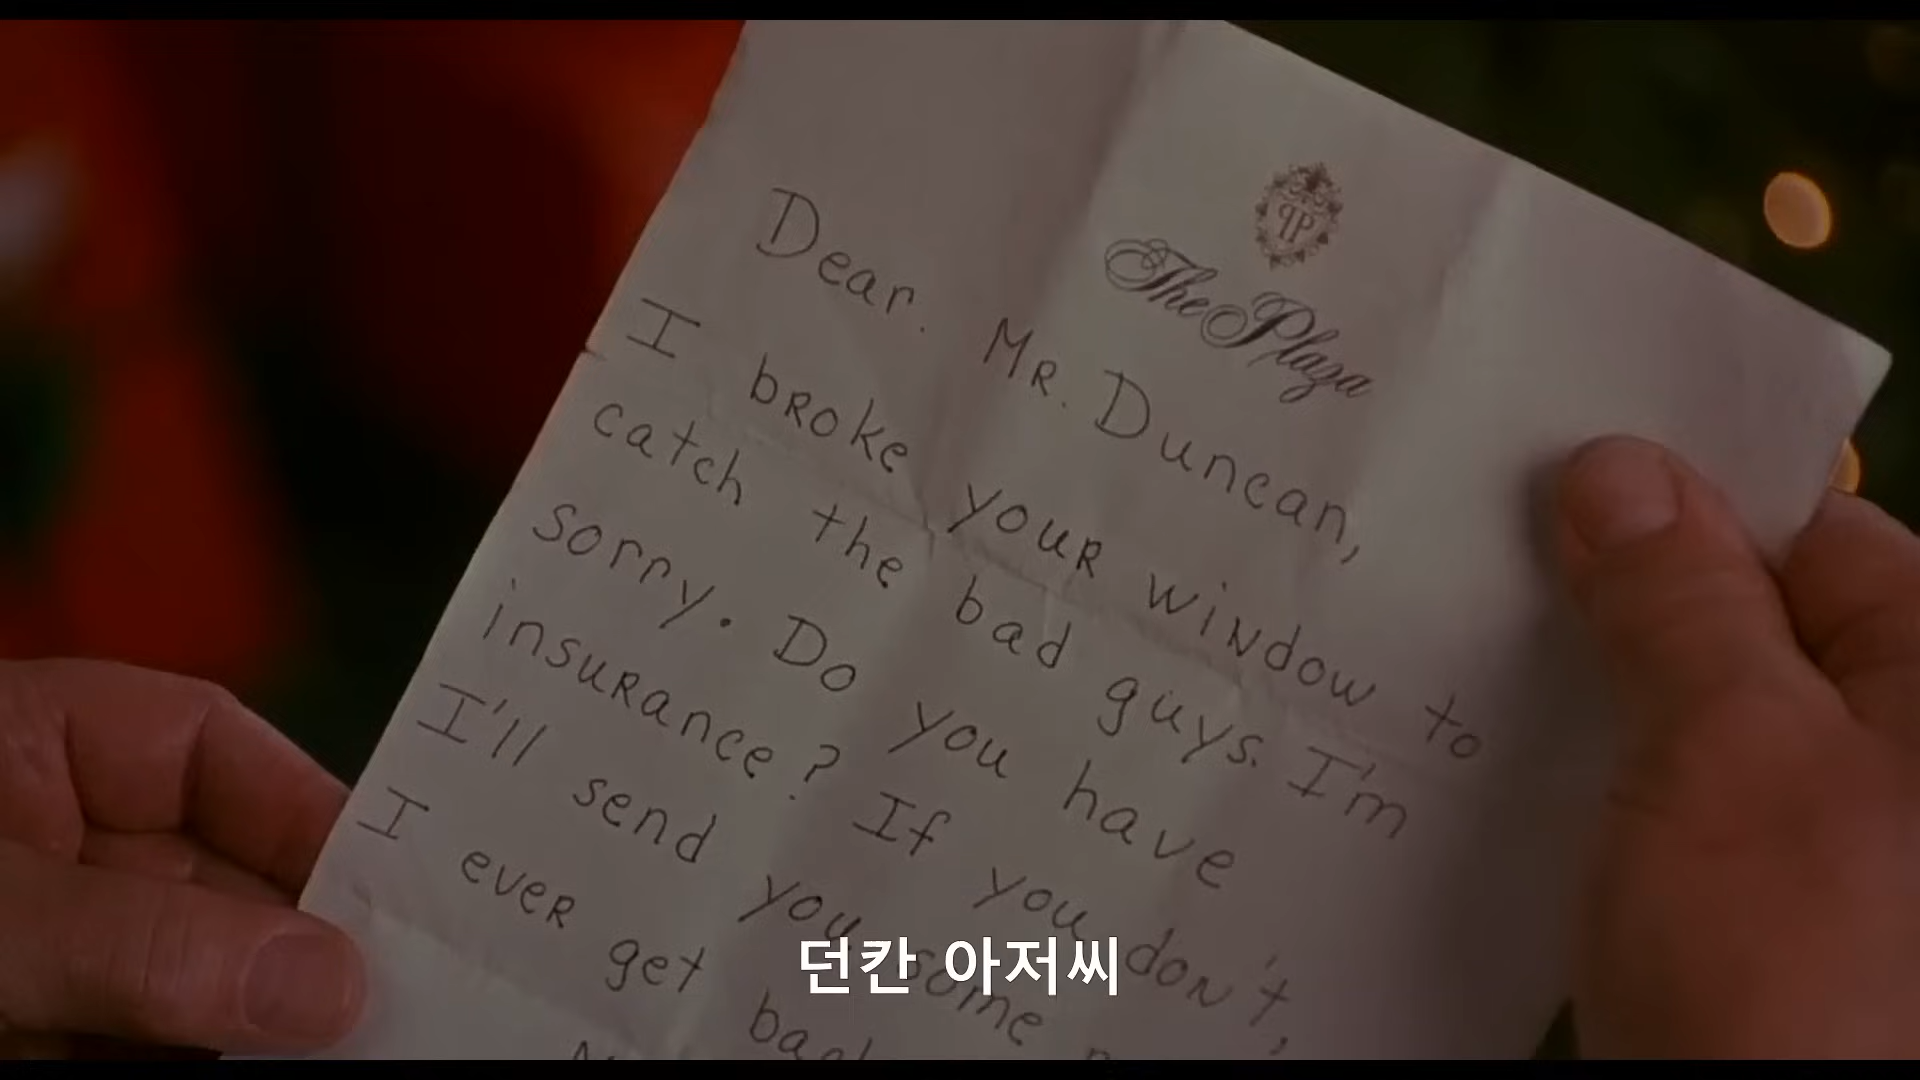 The Plaza
Dear. Mr. Duncan,
I broke your window to
catch the bad guys. I'm
sorry. Do you have
insurance? If you don't,
I'll send you some
I ever get
던칸 아저씨